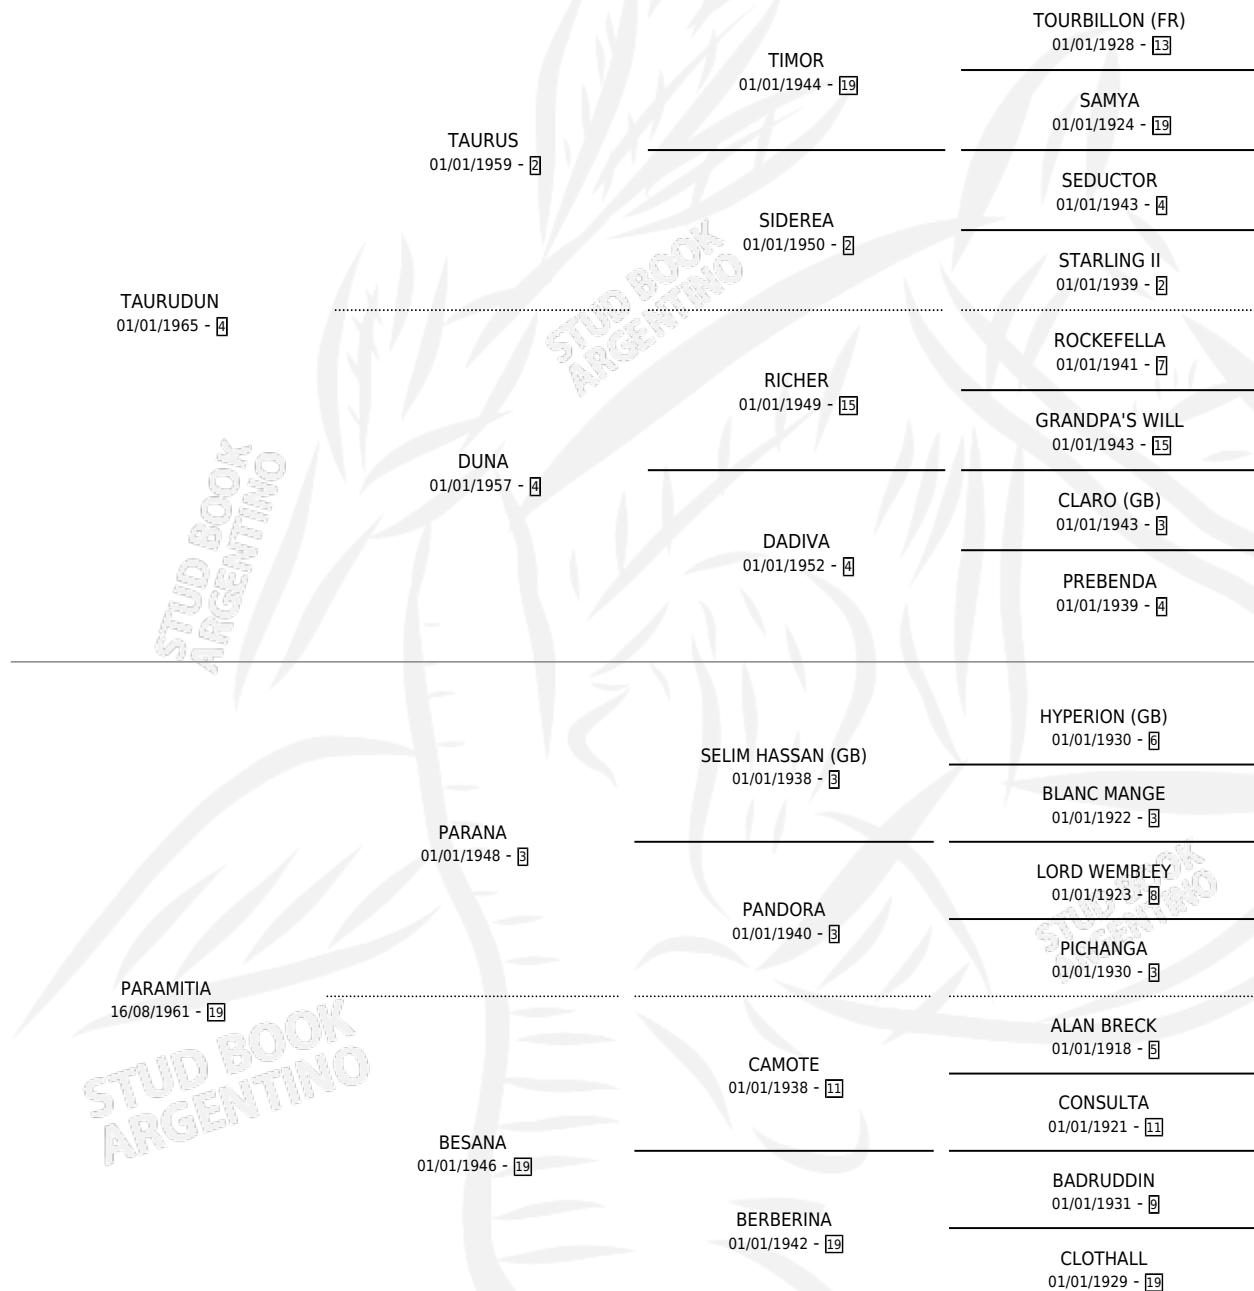 TOURBILLON (FR)
01/01/1928 - 13
TIMOR
01/01/1944 - 19
SAMYA
01/01/1924 - 19
TAURUS
01/01/1959 - 2
SEDUCTOR
01/01/1943 - 4
SIDEREA
01/01/1950 - 2
STARLING II
01/01/1939 - 2
TAURUDUN
01/01/1965 - 4
ROCKEFELLA
01/01/1941 - 7
RICHER
01/01/1949 - 15
GRANDPA'S WILL
01/01/1943 - 15
DUNA
01/01/1957 - 4
CLARO (GB)
01/01/1943 - 3
DADIVA
01/01/1952 - 4
PREBENDA
01/01/1939 - 4
STUD BOOK
ARGENTINO
STUD BOOK
ARGENTINO
HYPERION (GB)
01/01/1930 - 6
SELIM HASSAN (GB)
01/01/1938 - 3
BLANC MANGE
01/01/1922 - 3
PARANA
01/01/1948 - 3
LORD WEMBLEY
01/01/1923 - 8
PANDORA
01/01/1940 - 3
PICHANGA
01/01/1930 - 3
STUD BOOK
ARGENTINO
PARAMITIA
16/08/1961 - 19
ALAN BRECK
01/01/1918 - 5
CAMOTE
01/01/1938 - 11
CONSULTA
01/01/1921 - 11
BESANA
01/01/1946 - 19
BADRUDDIN
01/01/1931 - 9
BERBERINA
01/01/1942 - 19
CLOTHALL
01/01/1929 - 19
STUD BOOK
ARGENTINO